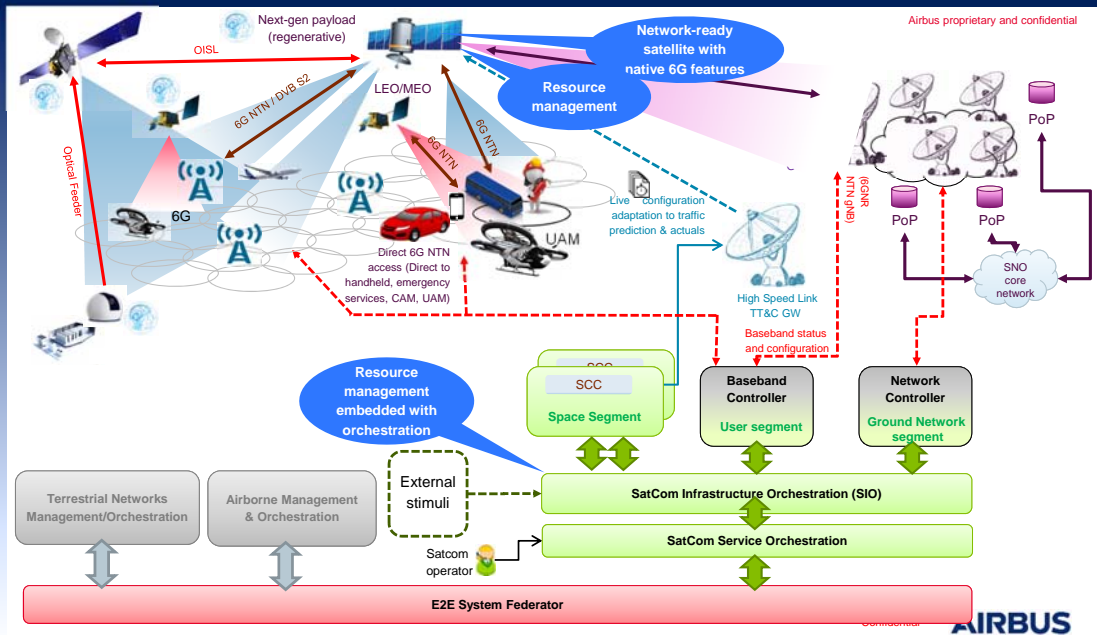 Next-gen payload
(regenerative)
Airbus proprietary and confidential
OISL
Network-ready
satellite with
native 6G features
Resource
management
6G NTN / DVB S2
LEO/MEO
6G NTN
6G NTN
Optical Feeder
6G
PoP
PoP
PoP
(6GNR
NTN gNB)
SNO
core
network
Live configuration
adaptation to traffic
prediction & actuals
UAM
Direct 6G NTN
access (Direct to
handheld, emergency
services, CAM, UAM)
High Speed Link
TT&C GW
Baseband status
and configuration
Resource
management
embedded with
orchestration
SCC
SCC
Space Segment
Baseband
Controller
User segment
Network
Controller
Ground Network
segment
Terrestrial Networks
Management/Orchestration
Airborne Management
& Orchestration
External
stimuli
SatCom Infrastructure Orchestration (SIO)
Satcom
operator
SatCom Service Orchestration
E2E System Federator
Confidential
AIRBUS